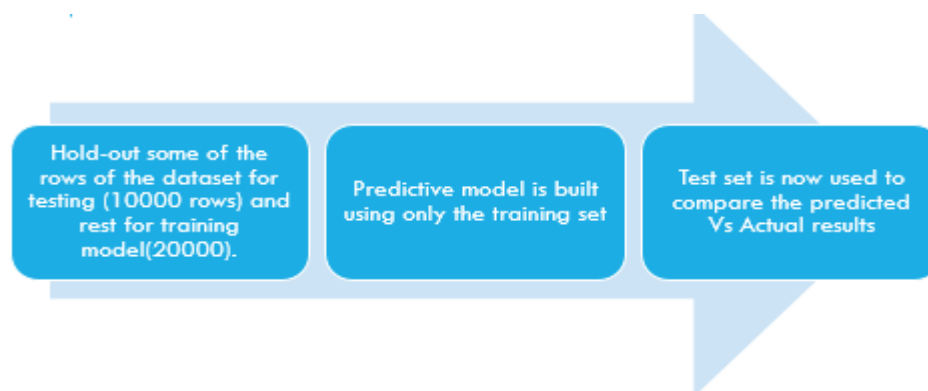 Hold-out some of the
rows of the dataset for
testing (10000 rows) and
rest for training
model(20000).
Predictive model is built
using only the training set
Test set is now used to
compare the predicted
Vs Actual results